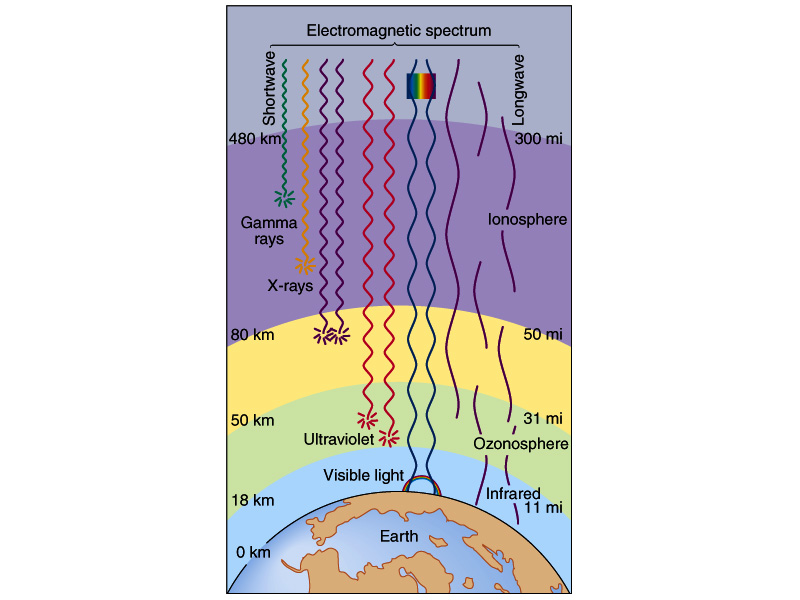 Electromagnetic spectrum
Shortwave
Longwave
480 km
300 mi
Gamma
rays
Ionosphere
X-rays
80 km
50 mi
50 km
31 mi
Ultraviolet
Ozonosphere
Visible light
Infrared
18 km
11 mi
Earth
0 km